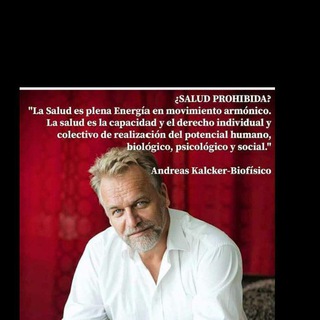 ¿SALUD PROHIBIDA?
"La Salud es plena Energía en movimiento armónico.
La salud es la capacidad y el derecho individual y
colectivo de realización del potencial humano,
biológico, psicológico y social."
Andreas Kalcker-Biofísico